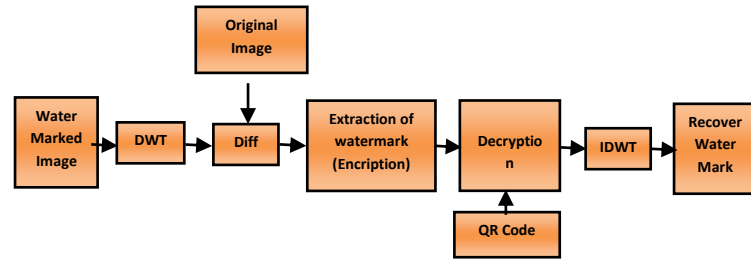 Original
Image
Water
Marked
Image
DWT
Diff
Extraction of
watermark
(Encription)
Decryptio
n
IDWT
Recover
Water
Mark
QR Code